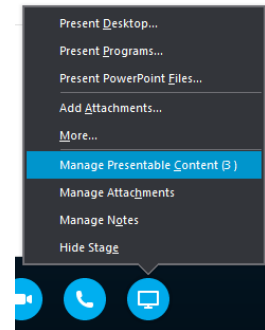 Present Desktop...
Present Programs...
Present PowerPoint Files...
Add Attachments...
More...
Manage Presentable Content (3 )
Manage Attachments
Manage Notes
Hide Stage